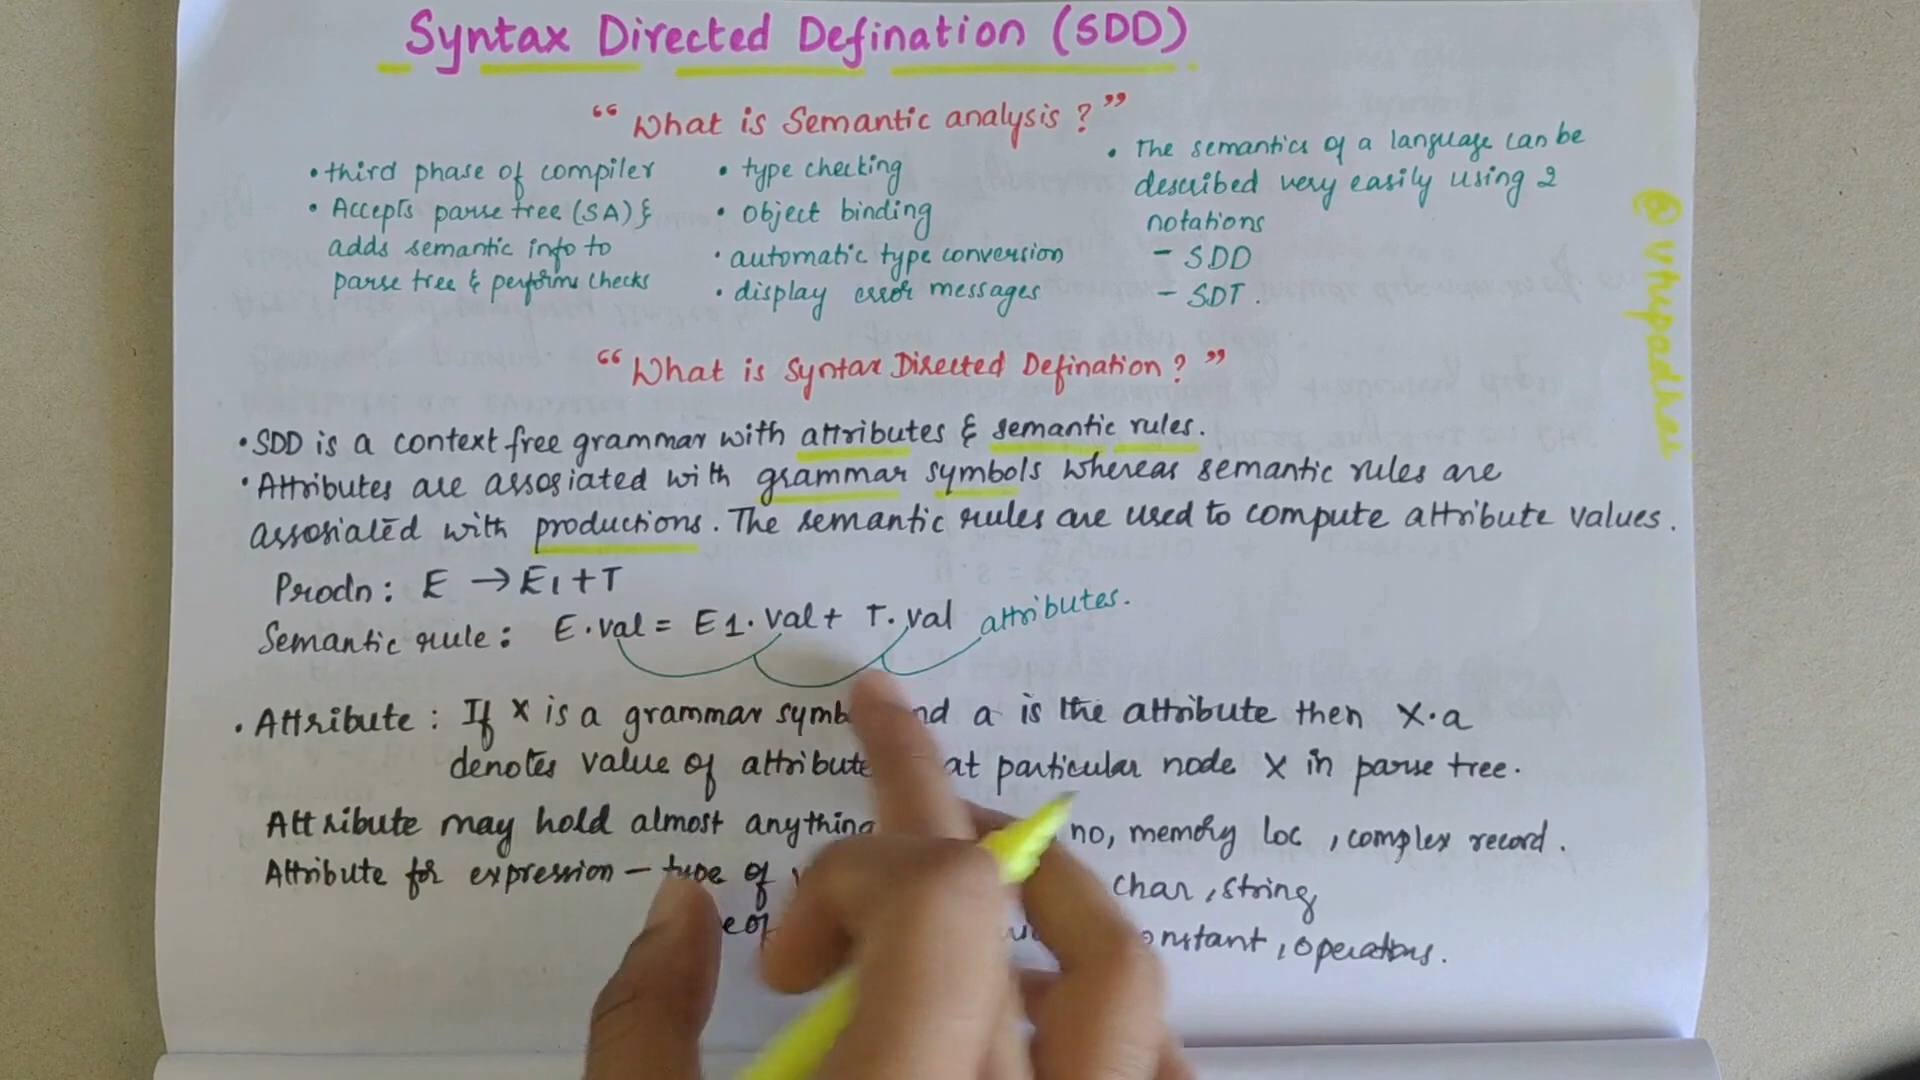 Syntax Directed Defination (SDD)
“ What is Semantic analysis ? ”
• third phase of compiler
• Accepts parse tree (SA) &
adds semantic info to
parse tree & performs checks
• type checking
• object binding
• automatic type conversion
• display error messages
• The semantics of a language can be
described very easily using 2
notations
– SDD
– SDT .
“ What is Syntax Directed Defination ? ”
• SDD is a context free grammar with attributes & semantic rules.
• Attributes are assosiated with grammar symbols whereas semantic rules are
assosiated with productions. The semantic rules are used to compute attribute values.
Prodn : E → E1+T
Semantic rule : E.val = E1.val + T.val attributes.
• Attribute : If X is a grammar a is the attribute then X.a
denotes value of attribute at particular node X in parse tree.
Attribute may hold almost anything no, memory loc , complex record .
Attribute for expression – type of char , string
operators.
@vtupadhai